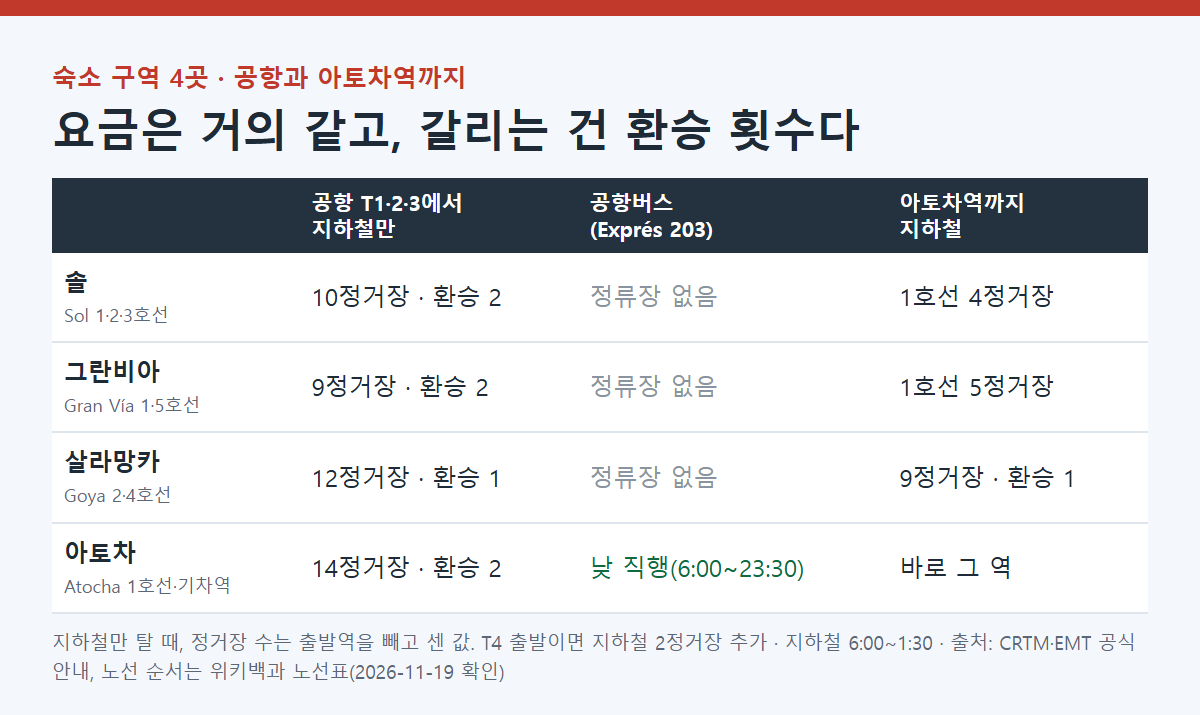 숙소 구역 4곳 · 공항과 아토차역까지
요금은 거의 같고, 갈리는 건 환승 횟수다
공항 T1·2·3에서
지하철만
공항버스
(Exprés 203)
아토차역까지
지하철
솔
Sol 1·2·3호선
10정거장 · 환승 2
정류장 없음
1호선 4정거장
그란비아
Gran Vía 1·5호선
9정거장 · 환승 2
정류장 없음
1호선 5정거장
살라망카
Goya 2·4호선
12정거장 · 환승 1
정류장 없음
9정거장 · 환승 1
아토차
Atocha 1호선·기차역
14정거장 · 환승 2
낮 직행(6:00~23:30)
바로 그 역
지하철만 탈 때, 정거장 수는 출발역을 빼고 센 값. T4 출발이면 지하철 2정거장 추가 · 지하철 6:00~1:30 · 출처: CRTM·EMT 공식
안내, 노선 순서는 위키백과 노선표(2026-11-19 확인)